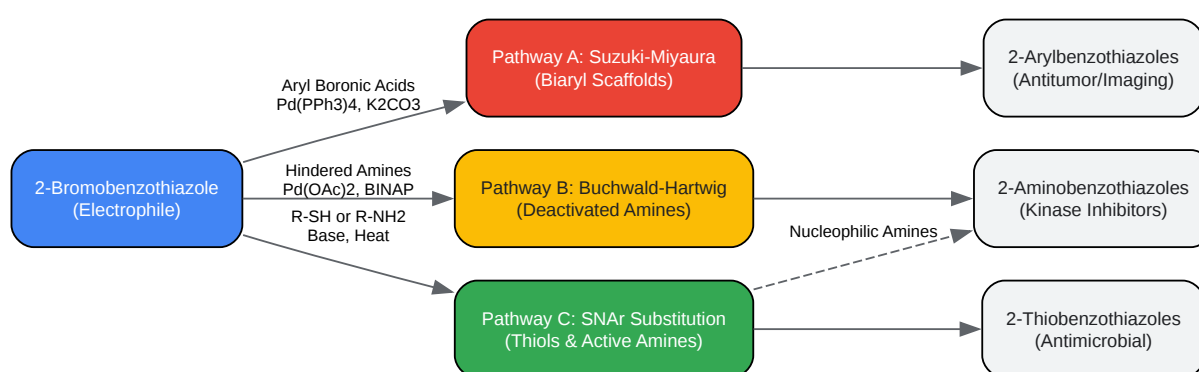 Aryl Boronic Acids
Pd(PPh3)4, K2CO3
Pathway A: Suzuki-Miyaura
(Biaryl Scaffolds)
2-Arylbenzothiazoles
(Antitumor/Imaging)
2-Bromobenzothiazole
(Electrophile)
Hindered Amines
Pd(OAc)2, BINAP
R-SH or R-NH2
Base, Heat
Pathway B: Buchwald-Hartwig
(Deactivated Amines)
2-Aminobenzothiazoles
(Kinase Inhibitors)
Nucleophilic Amines
Pathway C: SNAr Substitution
(Thiols & Active Amines)
2-Thiobenzothiazoles
(Antimicrobial)